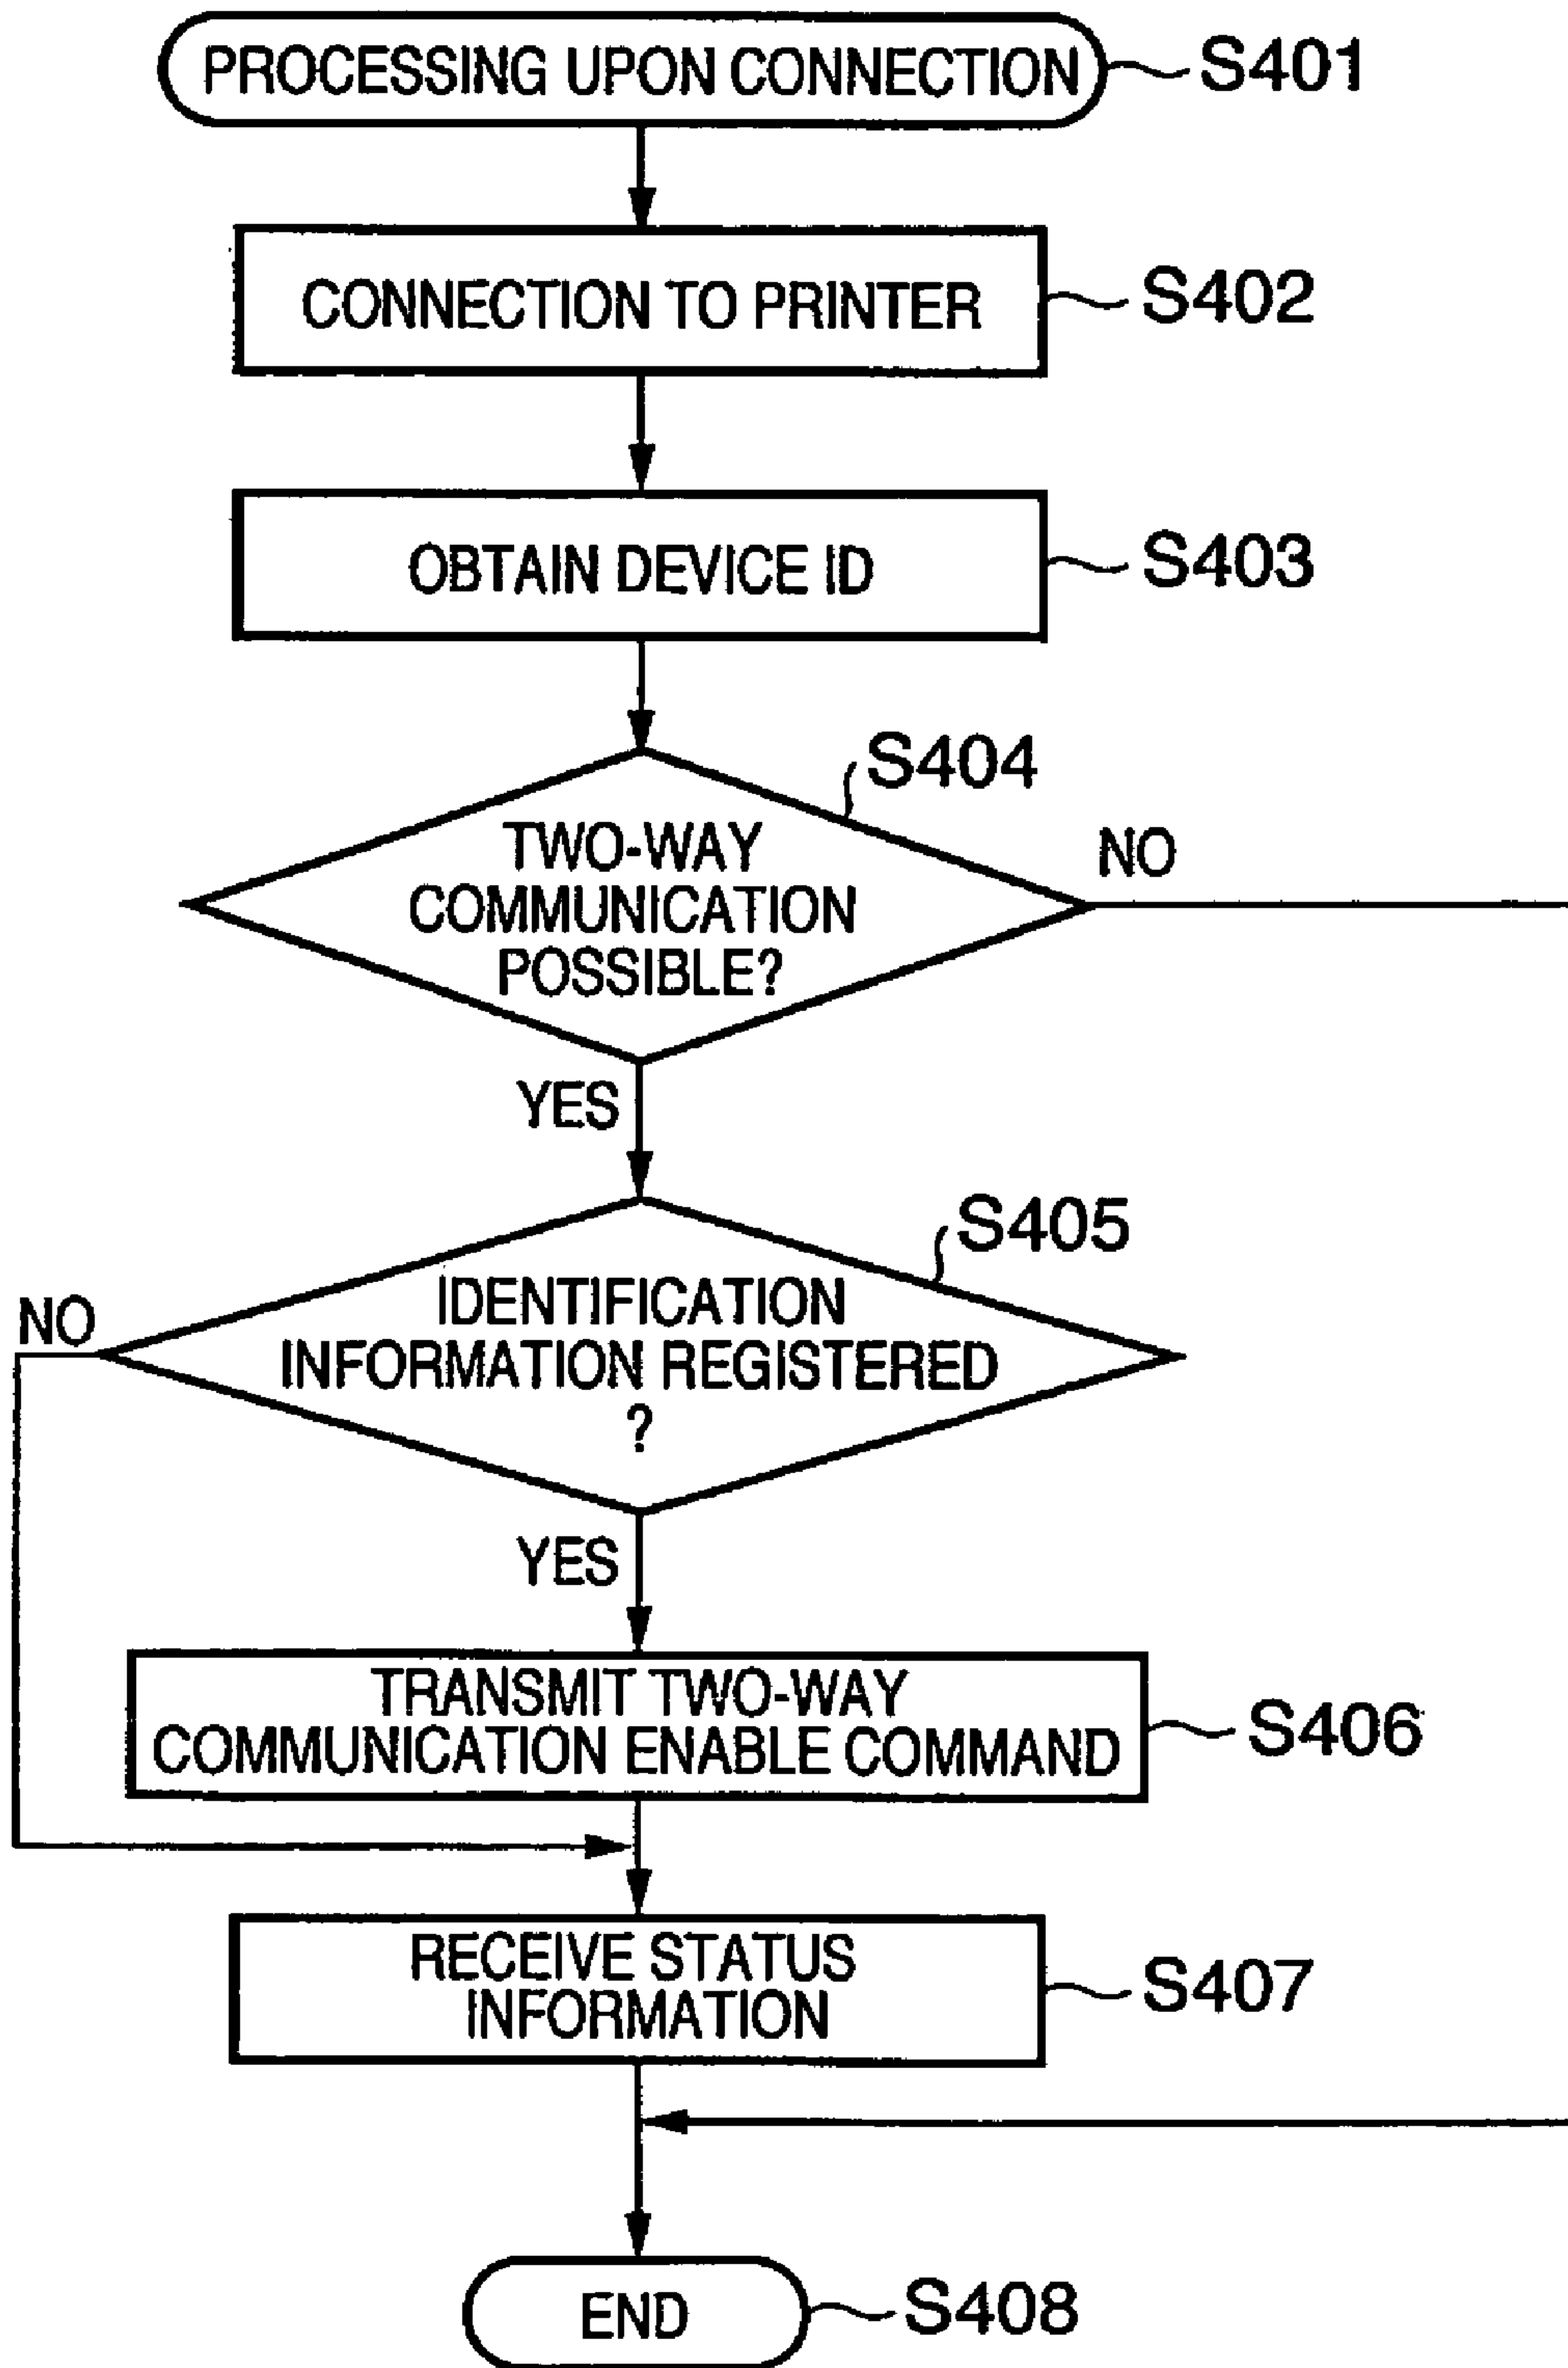 PROCESSING UPON CONNECTION
S401
CONNECTION TO PRINTER
S402
OBTAIN DEVICE ID
S403
S404
TWO-WAY
COMMUNICATION
POSSIBLE?
NO
YES
S405
IDENTIFICATION
INFORMATION REGISTERED
?
NO
YES
TRANSMIT TWO-WAY
COMMUNICATION ENABLE COMMAND
S406
RECEIVE STATUS
INFORMATION
S407
END
S408